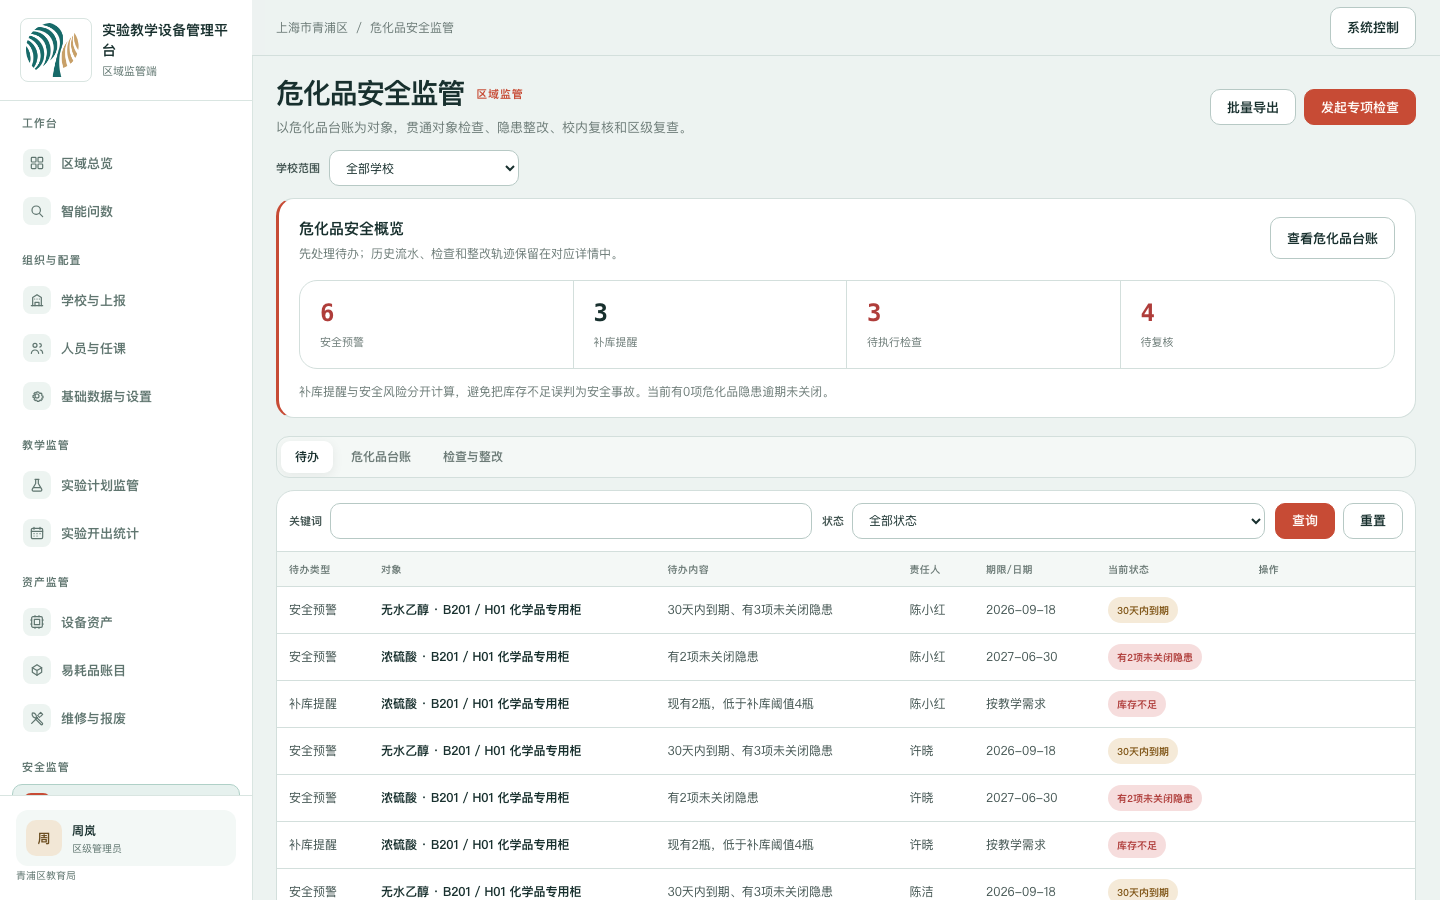 实验教学设备管理平
台
区域监管端
工作台
区域总览
智能问数
组织与配置
学校与上报
人员与任课
基础数据与设置
教学监管
实验计划监管
实验开出统计
资产监管
设备资产
易耗品账目
维修与报废
安全监管
周
周岚
区级管理员
青浦区教育局
上海市青浦区 / 危化品安全监管
系统控制
危化品安全监管 区域监管
以危化品台账为对象，贯通对象检查、隐患整改、校内复核和区级复查。
批量导出 发起专项检查
学校范围 全部学校
危化品安全概览
先处理待办；历史流水、检查和整改轨迹保留在对应详情中。
查看危化品台账
6 3 3 4
安全预警 补库提醒 待执行检查 待复核
补库提醒与安全风险分开计算，避免把库存不足误判为安全事故。当前有0项危化品隐患逾期未关闭。
待办 危化品台账 检查与整改
关键词 状态 全部状态 查询 重置
待办类型 对象 待办内容 责任人 期限/日期 当前状态 操作
安全预警 无水乙醇 · B201 / H01 化学品专用柜 30天内到期、有3项未关闭隐患 陈小红 2026-09-18 30天内到期
安全预警 浓硫酸 · B201 / H01 化学品专用柜 有2项未关闭隐患 陈小红 2027-06-30 有2项未关闭隐患
补库提醒 浓硫酸 · B201 / H01 化学品专用柜 现有2瓶，低于补库阈值4瓶 陈小红 按教学需求 库存不足
安全预警 无水乙醇 · B201 / H01 化学品专用柜 30天内到期、有3项未关闭隐患 许晓 2026-09-18 30天内到期
安全预警 浓硫酸 · B201 / H01 化学品专用柜 有2项未关闭隐患 许晓 2027-06-30 有2项未关闭隐患
补库提醒 浓硫酸 · B201 / H01 化学品专用柜 现有2瓶，低于补库阈值4瓶 许晓 按教学需求 库存不足
安全预警 无水乙醇 · B201 / H01 化学品专用柜 30天内到期、有3项未关闭隐患 陈洁 2026-09-18 30天内到期